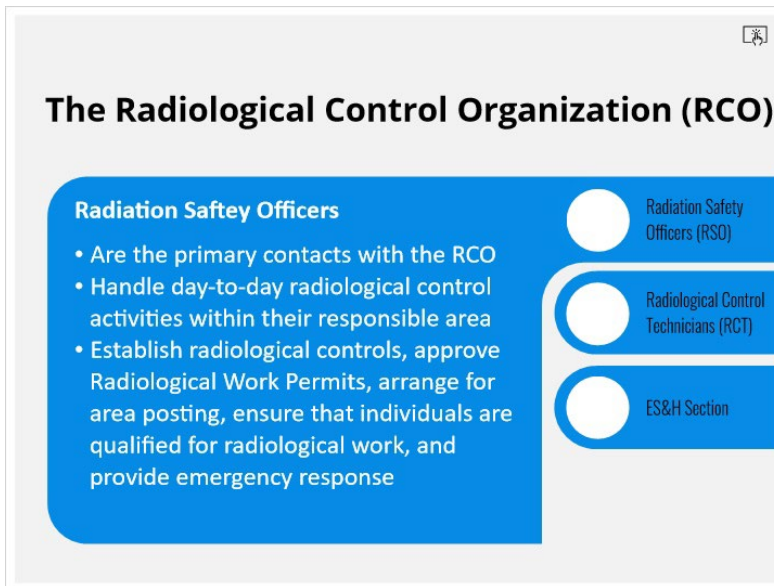 The Radiological Control Organization (RCO)
Radiation Saftey Officers
• Are the primary contacts with the RCO
• Handle day-to-day radiological control
activities within their responsible area
• Establish radiological controls, approve
Radiological Work Permits, arrange for
area posting, ensure that individuals are
qualified for radiological work, and
provide emergency response
Radiation Safety
Officers (RSO)
Radiological Control
Technicians (RCT)
ES&H Section